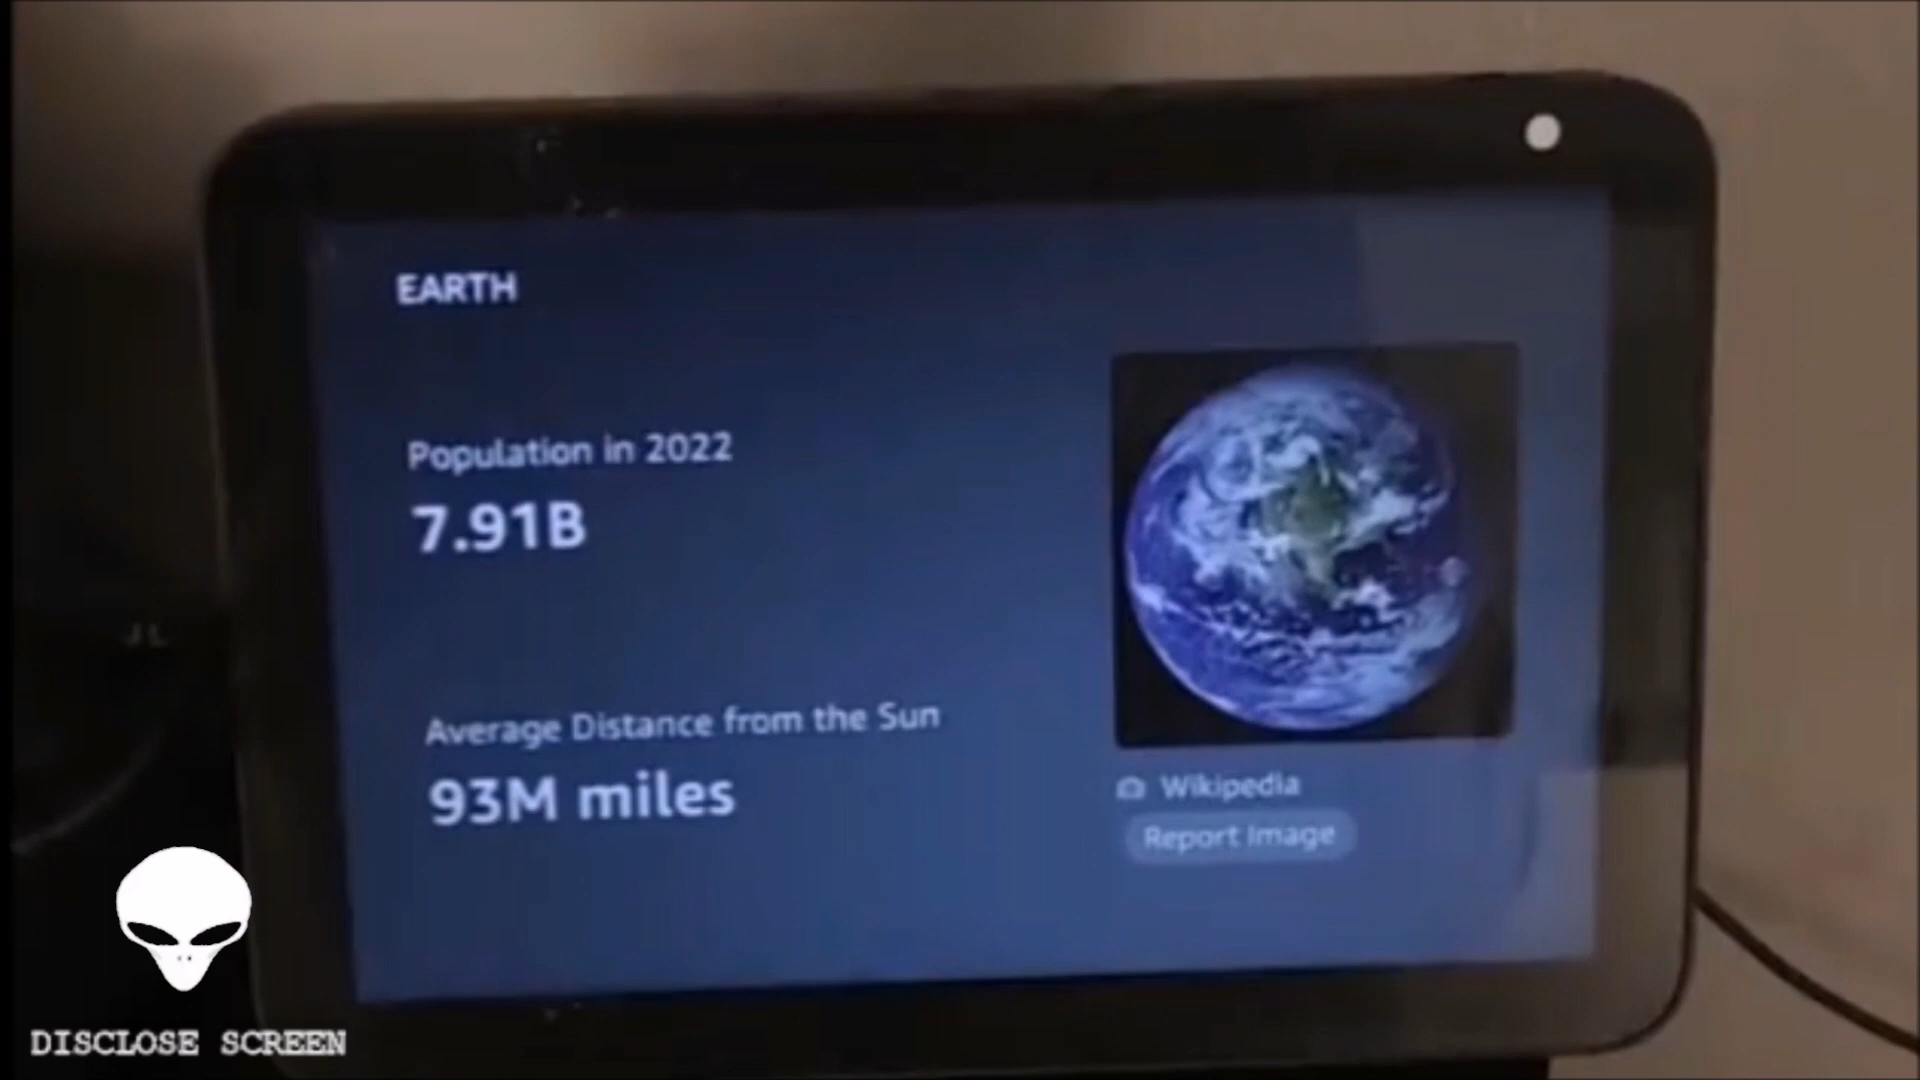 EARTH
Population in 2022
7.91B
Average Distance from the Sun
93M miles
Wikipedia
Report Image
DISCLOSE SCREEN